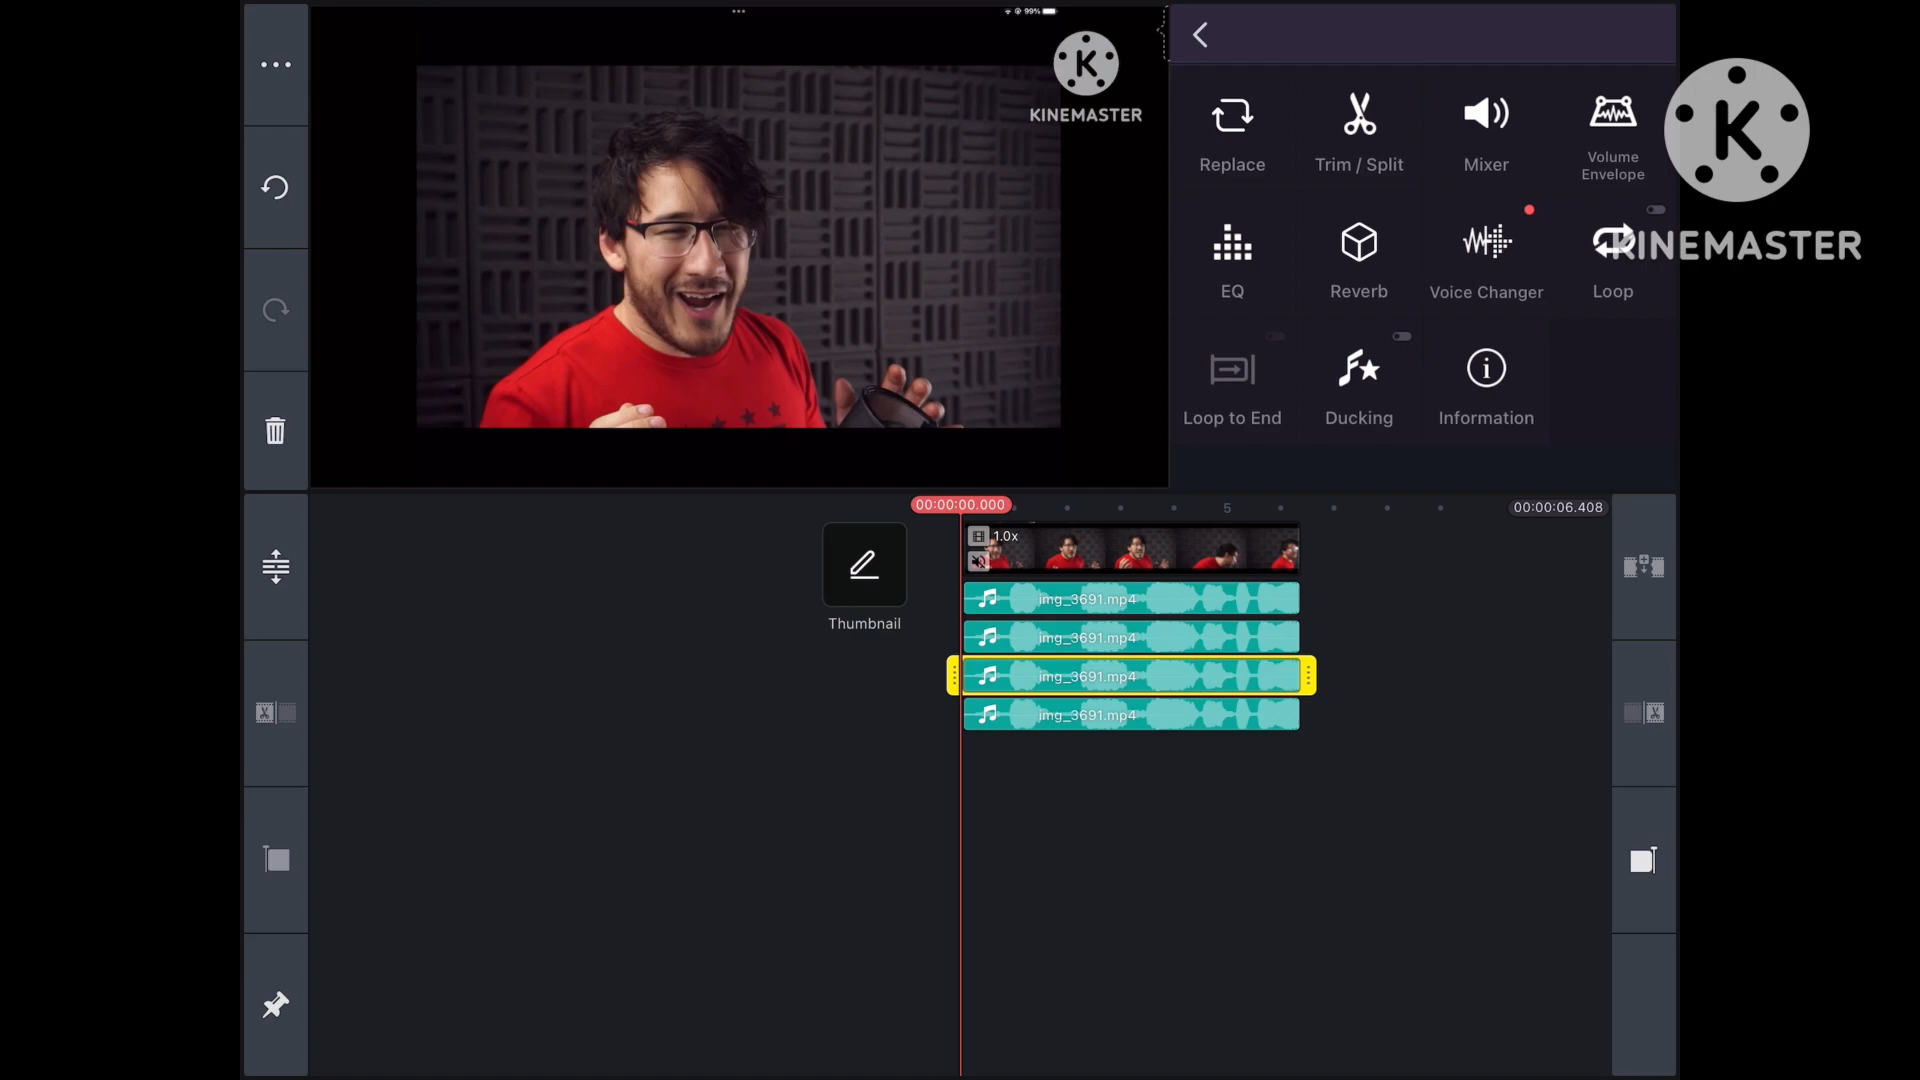 99%
K
KINEMASTER
K
KINEMASTER
Replace
Trim / Split
Mixer
Volume
Envelope
EQ
Reverb
Voice Changer
Loop
Loop to End
Ducking
Information
00:00:00.000
5
00:00:06.408
1.0x
Thumbnail
img_3691.mp4
img_3691.mp4
img_3691.mp4
img_3691.mp4